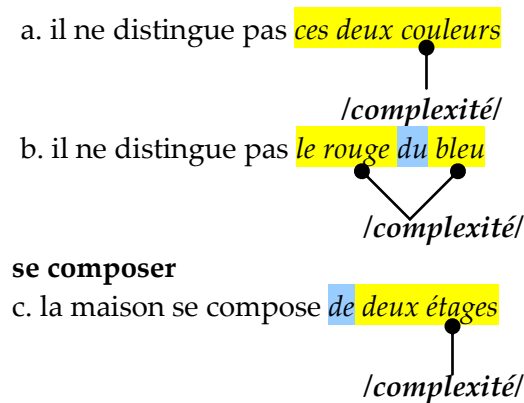 a. il ne distingue pas ces deux couleurs
/complexité/
b. il ne distingue pas le rouge du bleu
/complexité/
se composer
c. la maison se compose de deux étages
/complexité/